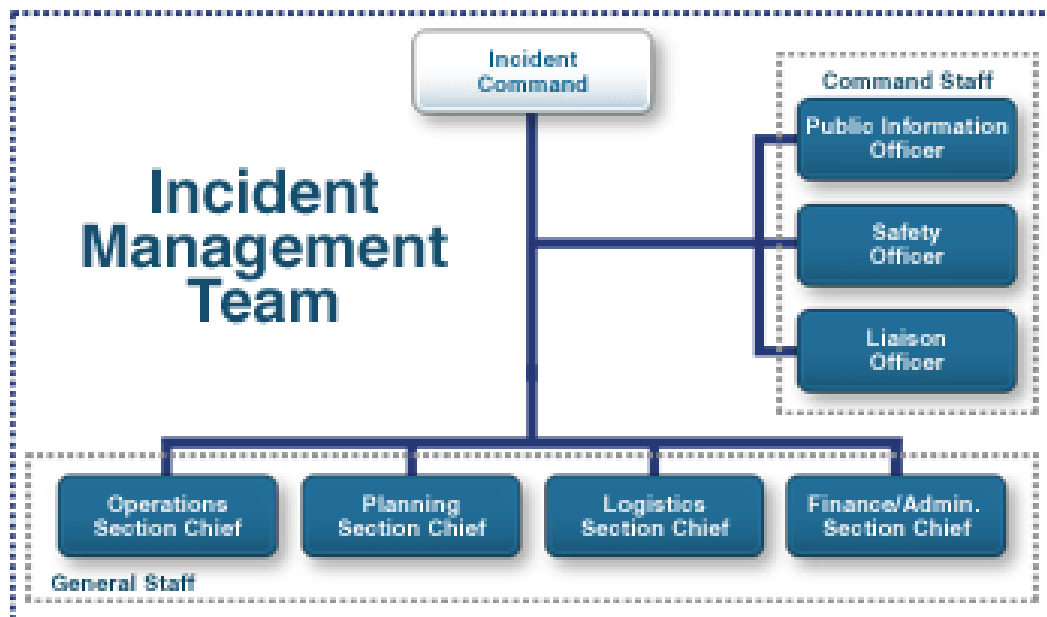 Incident
Command
Command Staff
Public Information
Officer
Incident
Management
Team
Safety
Officer
Liaison
Officer
Operations
Section Chief
Planning
Section Chief
Logistics
Section Chief
Finance/Admin.
Section Chief
General Staff